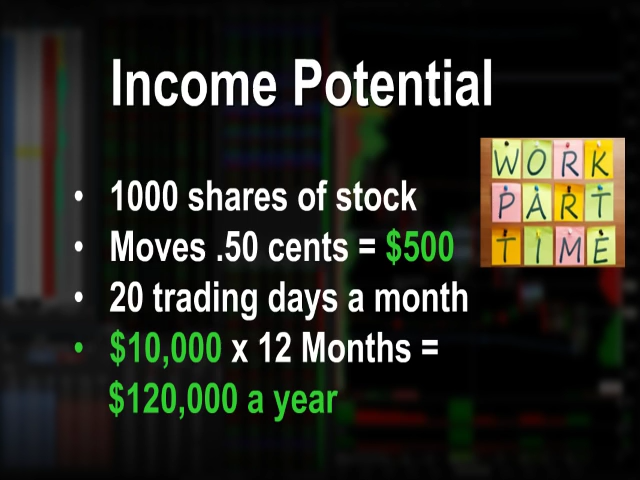 Income Potential
WORK
PART
TIME
• 1000 shares of stock
• Moves .50 cents = $500
• 20 trading days a month
• $10,000 x 12 Months =
$120,000 a year